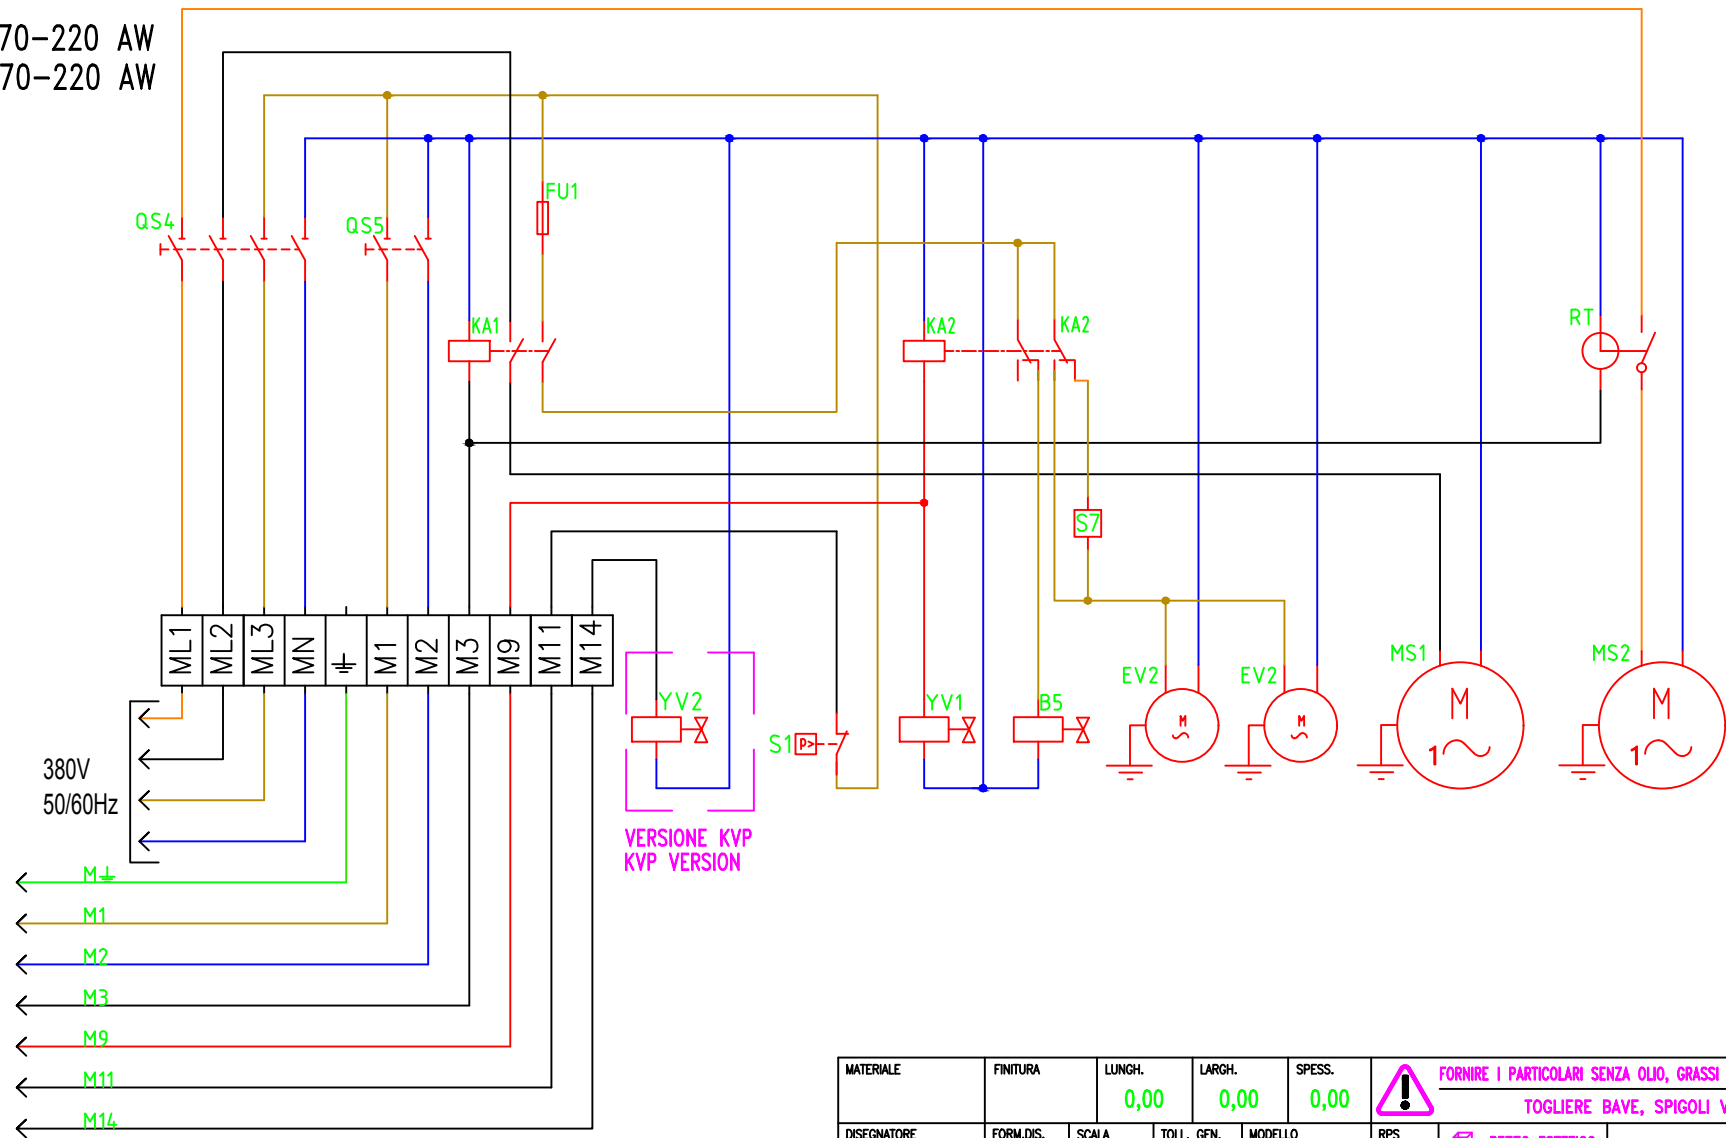 70-220 AW
70-220 AW
QS4
QS5
FU1
KA1
KA2
KA2
RT
S7
ML1
ML2
ML3
MN
M1
M2
M3
M9
M11
M14
MS1
MS2
EV2
EV2
YV2
YV1
B5
S1
P>
M
M
M
1
M
1
380V
50/60Hz
VERSIONE KVP
KVP VERSION
M
M1
M2
M3
M9
M11
M14
MATERIALE
FINITURA
LUNGH.
0,00
LARGH.
0,00
SPESS.
0,00
FORNIRE I PARTICOLARI SENZA OLIO, GRASSI
TOGLIERE BAVE, SPIGOLI V
DISEGNATORE
FORM.DIS.
SCALA
TOLL. GEN.
MODELLO
RPS
PEZZO ESTETICO